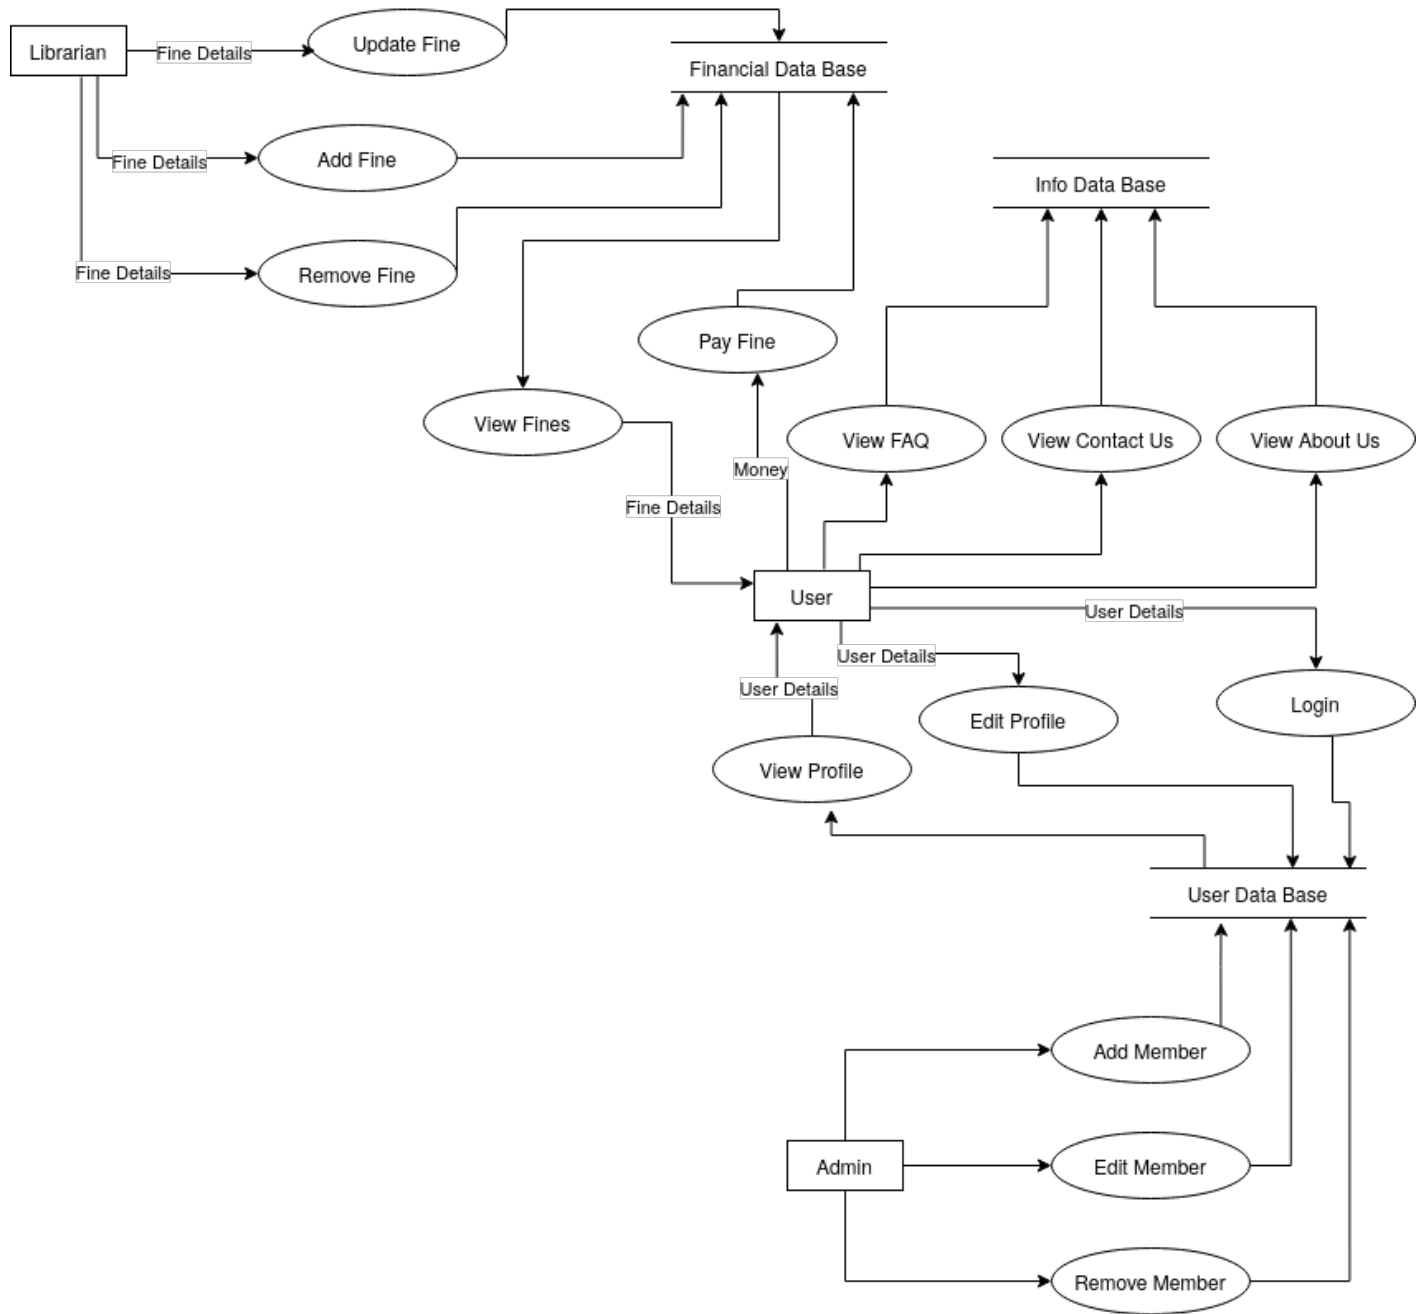 Librarian
Fine Details
Update Fine
Financial Data Base
Fine Details
Add Fine
Info Data Base
Fine Details
Remove Fine
Pay Fine
View Fines
View FAQ
View Contact Us
View About Us
Money
Fine Details
User
User Details
User Details
User Details
Edit Profile
Login
View Profile
User Data Base
Add Member
Admin
Edit Member
Remove Member